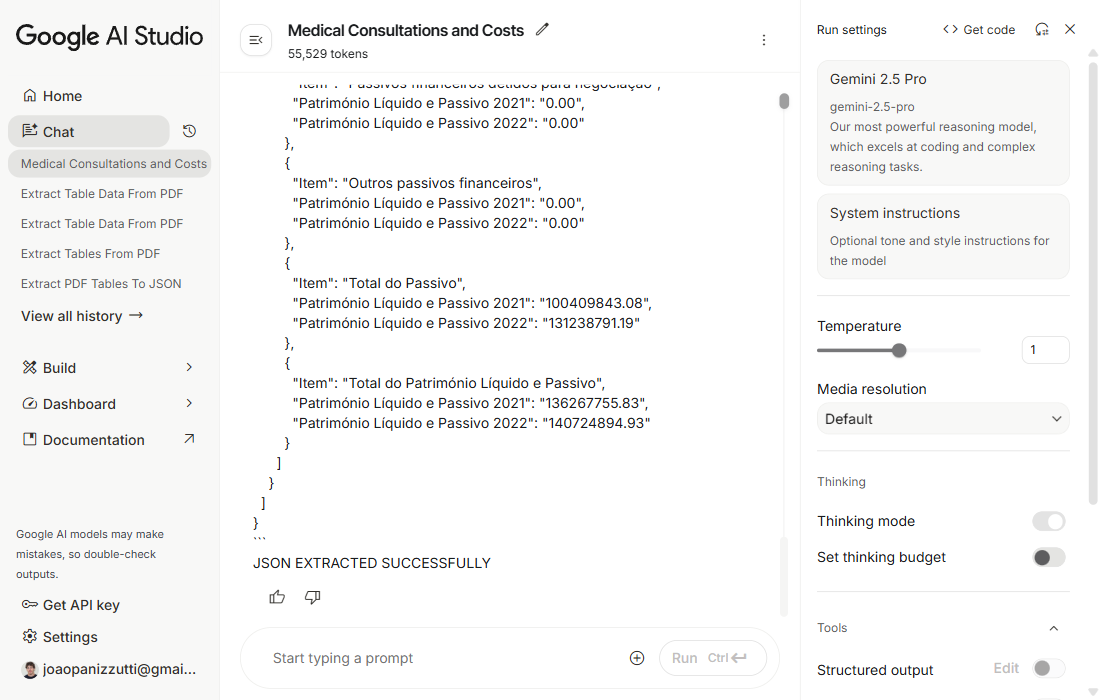 Google AI Studio
Home
Chat
Medical Consultations and Costs
Extract Table Data From PDF
Extract Table Data From PDF
Extract Tables From PDF
Extract PDF Tables To JSON
View all history
Build
Dashboard
Documentation
Google AI models may make
mistakes, so double-check
outputs.
Get API key
Settings
joaopanizzutti@gmai...
Medical Consultations and Costs
55,529 tokens
"Item": "Passivos financeiros detidos para negociação",
"Património Líquido e Passivo 2021": "0.00",
"Património Líquido e Passivo 2022": "0.00"
},
{
"Item": "Outros passivos financeiros",
"Património Líquido e Passivo 2021": "0.00",
"Património Líquido e Passivo 2022": "0.00"
},
{
"Item": "Total do Passivo",
"Património Líquido e Passivo 2021": "100409843.08",
"Património Líquido e Passivo 2022": "131238791.19"
},
{
"Item": "Total do Património Líquido e Passivo",
"Património Líquido e Passivo 2021": "136267755.83",
"Património Líquido e Passivo 2022": "140724894.93"
}
]
}
]
}
```
JSON EXTRACTED SUCCESSFULLY
Start typing a prompt
Run Ctrl
Run settings
<> Get code
Gemini 2.5 Pro
gemini-2.5-pro
Our most powerful reasoning model,
which excels at coding and complex
reasoning tasks.
System instructions
Optional tone and style instructions for
the model
Temperature
1
Media resolution
Default
Thinking
Thinking mode
Set thinking budget
Tools
Structured output Edit